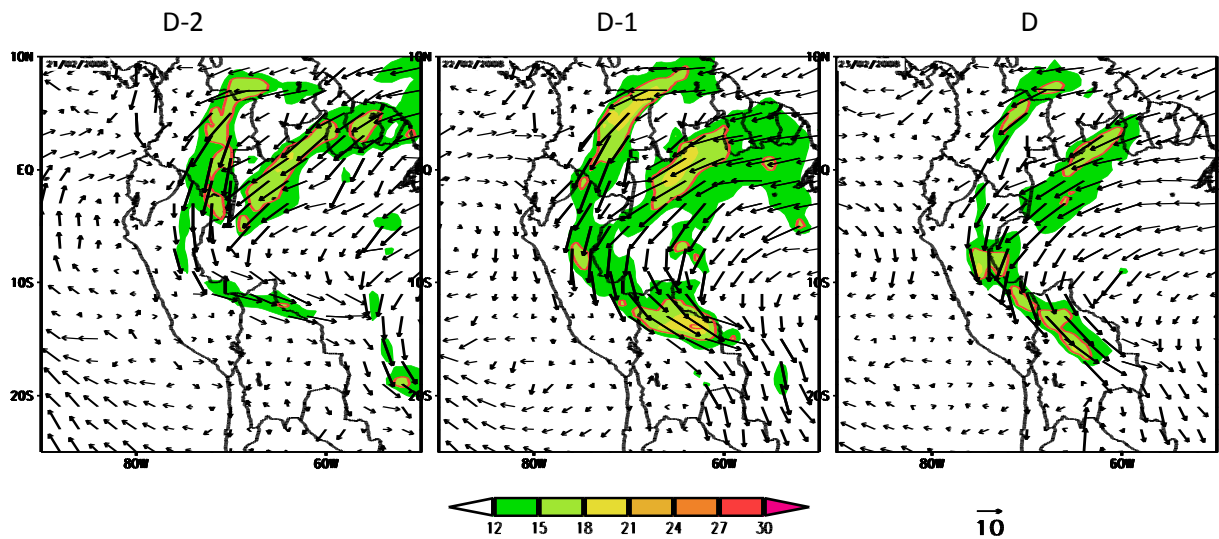 D-2 D-1 D
21/02/2008 22/02/2008 23/02/2008
10N 10N 10N
EQ EQ EQ
10S 10S 10S
20S 20S 20S
80W 60W 80W 60W 80W 60W
12 15 18 21 24 27 30
10